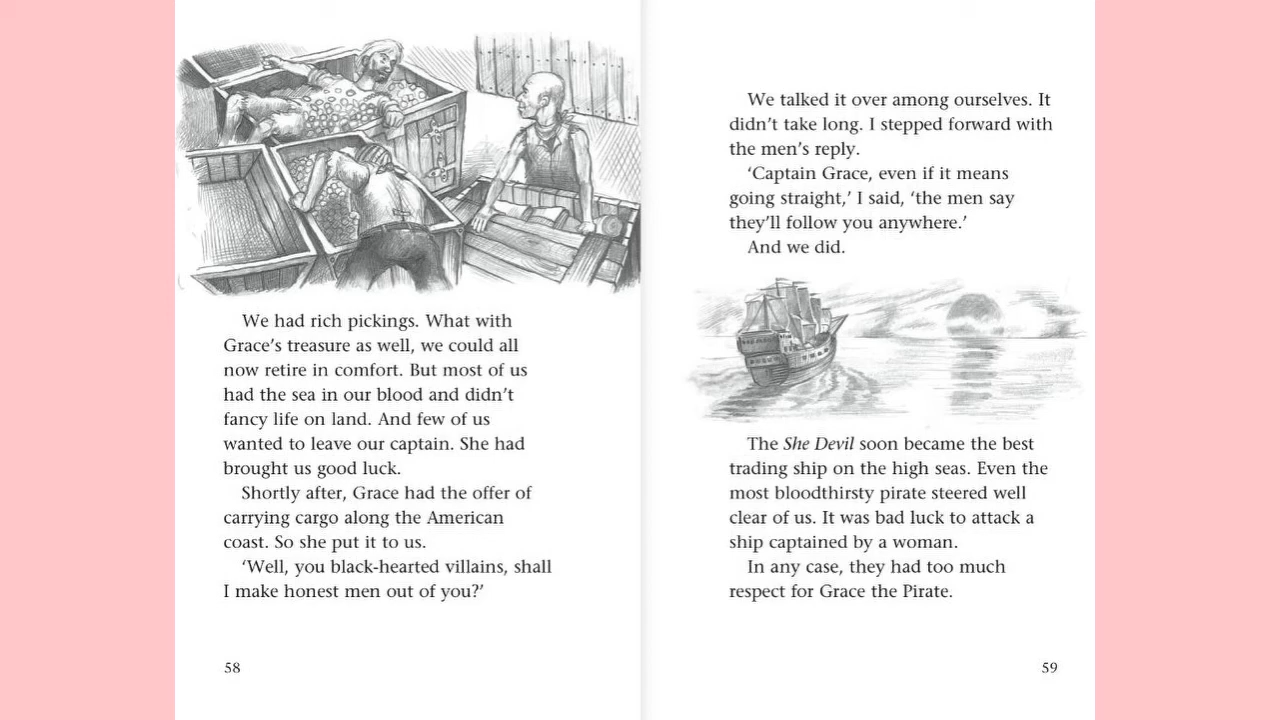 We had rich pickings. What with
Grace’s treasure as well, we could all
now retire in comfort. But most of us
had the sea in our blood and didn’t
fancy life on land. And few of us
wanted to leave our captain. She had
brought us good luck.
Shortly after, Grace had the offer of
carrying cargo along the American
coast. So she put it to us.
‘Well, you black-hearted villains, shall
I make honest men out of you?’
58
We talked it over among ourselves. It
didn’t take long. I stepped forward with
the men’s reply.
‘Captain Grace, even if it means
going straight,’ I said, ‘the men say
they’ll follow you anywhere.’
And we did.
The She Devil soon became the best
trading ship on the high seas. Even the
most bloodthirsty pirate steered well
clear of us. It was bad luck to attack a
ship captained by a woman.
In any case, they had too much
respect for Grace the Pirate.
59